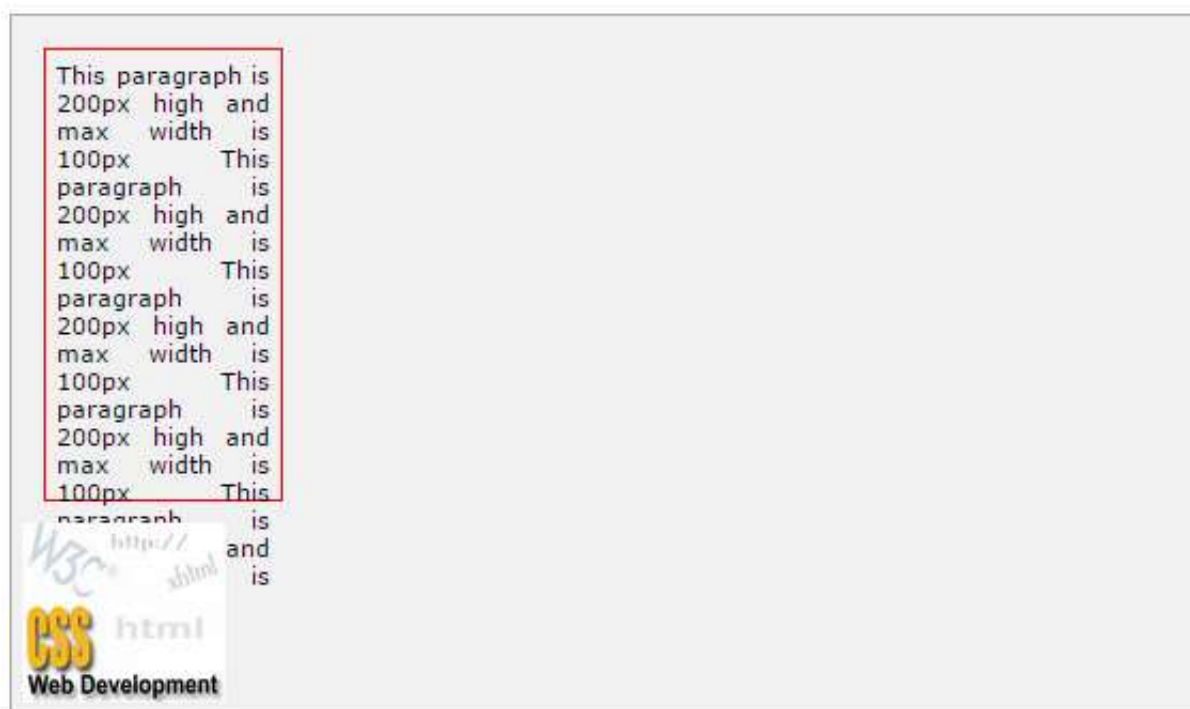 This paragraph is
200px high and
max width is
100px This
paragraph is
200px high and
max width is
100px This
paragraph is
200px high and
max width is
100px This
paragraph is
200px high and
max width is
100px This
paragraph is
and
is
W3C
http://
xhtml
CSS
html
Web Development